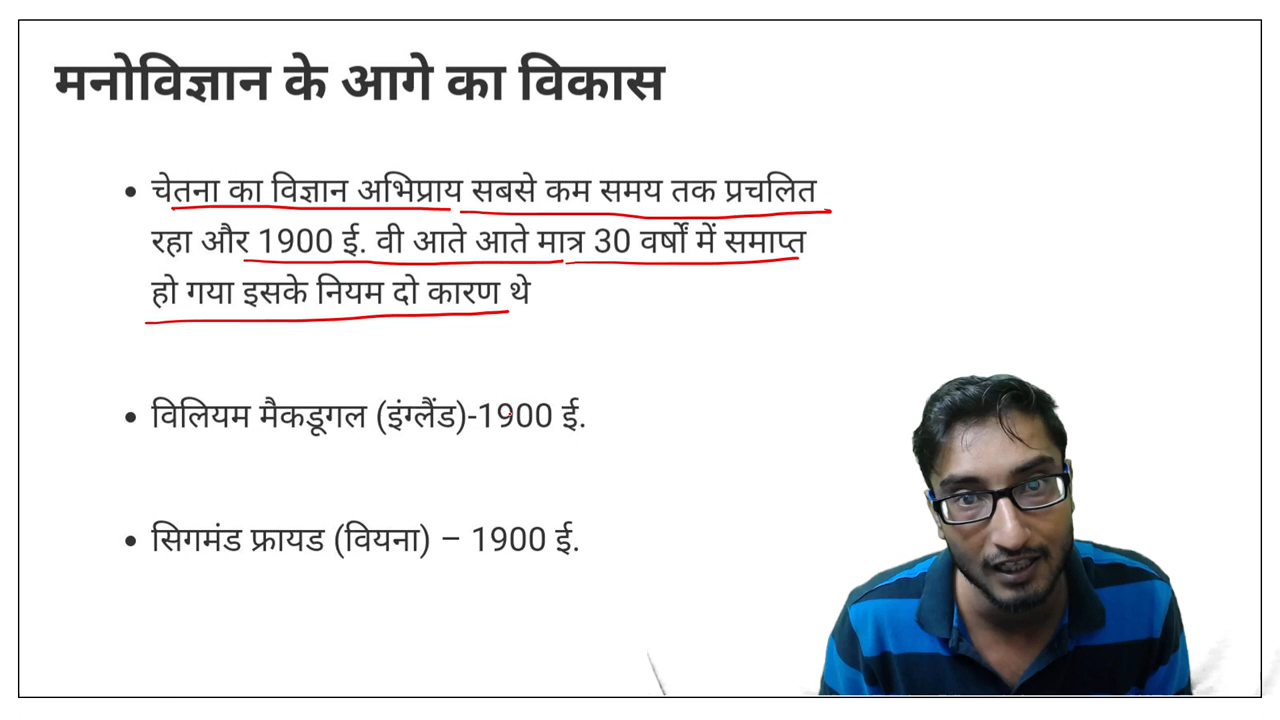 मनोविज्ञान के आगे का विकास
• चेतना का विज्ञान अभिप्राय सबसे कम समय तक प्रचलित
रहा और 1900 ई. वी आते आते मात्र 30 वर्षों में समाप्त
हो गया इसके नियम दो कारण थे
• विलियम मैकडूगल (इंग्लैंड)-1900 ई.
• सिगमंड फ्रायड (वियना) – 1900 ई.